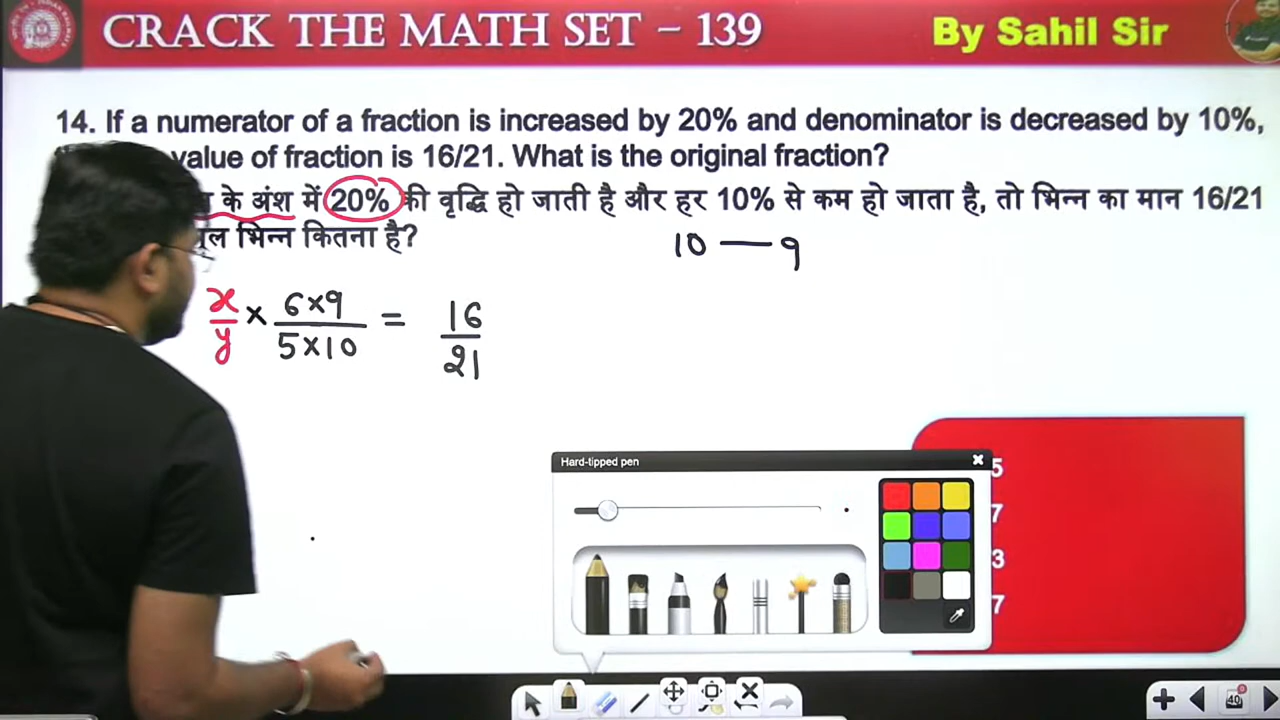 CRACK THE MATH SET – 139
By Sahil Sir
14. If a numerator of a fraction is increased by 20% and denominator is decreased by 10%,
value of fraction is 16/21. What is the original fraction?
के अंश में 20% की वृद्धि हो जाती है और हर 10% से कम हो जाता है, तो भिन्न का मान 16/21
भिन्न कितना है?
10 — 9
x/y × 6×9/5×10 = 16/21
Hard-tipped pen
5
7
3
7
40